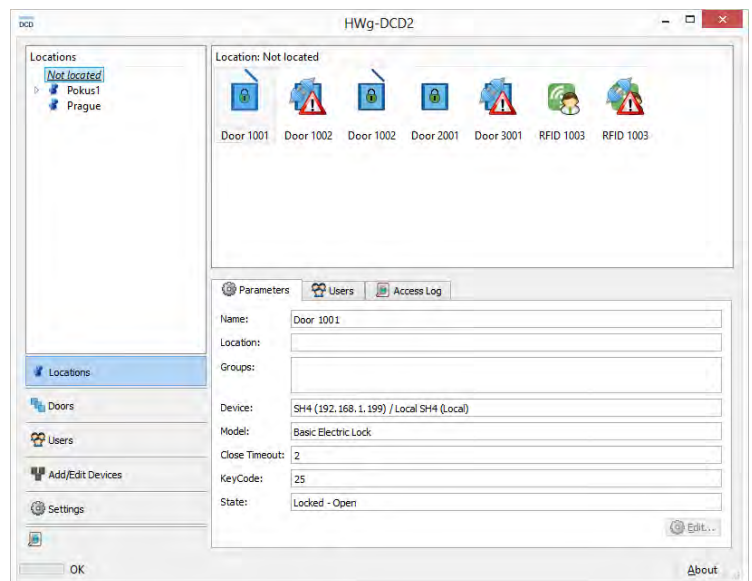 DCD
HWg-DCD2
Locations
Not located
Pokus1
Prague
Location: Not located
Door 1001
Door 1002
Door 1002
Door 2001
Door 3001
RFID 1003
RFID 1003
Locations
Doors
Users
Add/Edit Devices
Settings
Parameters
Users
Access Log
Name: Door 1001
Location:
Groups:
Device: SH4 (192.168.1.199) / Local SH4 (Local)
Model: Basic Electric Lock
Close Timeout: 2
KeyCode: 25
State: Locked - Open
Edit...
OK
About